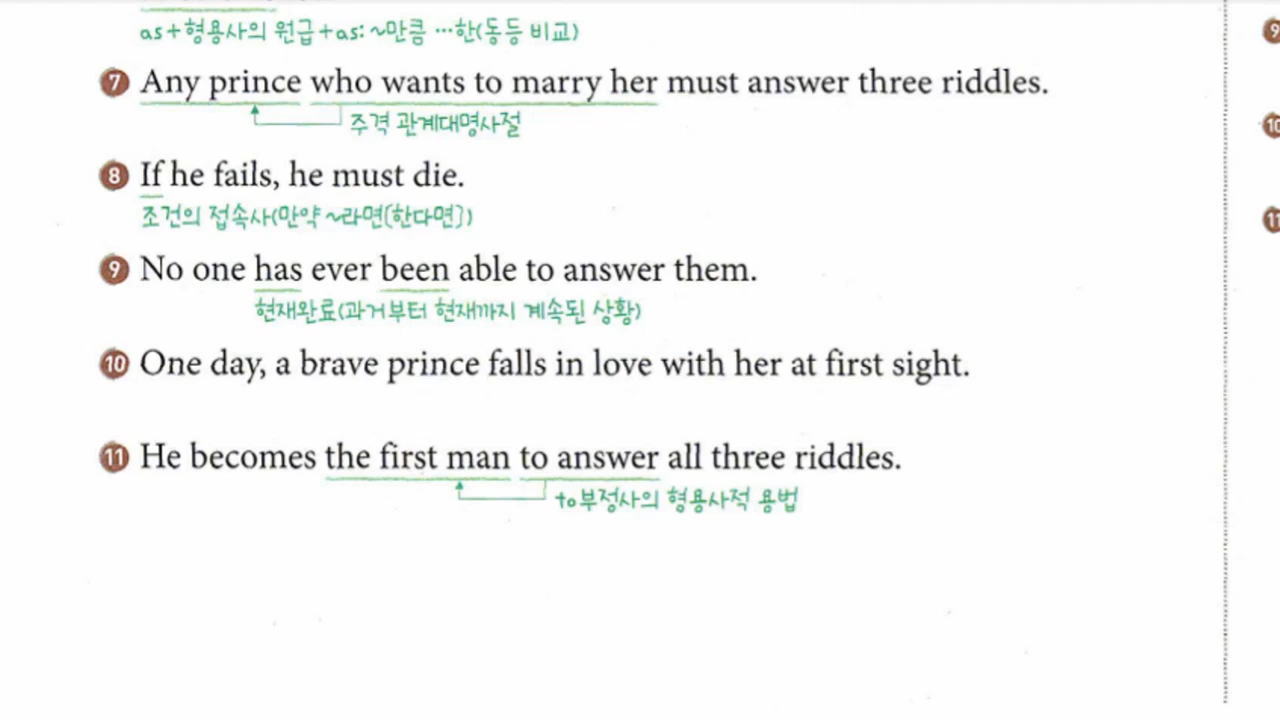 as+형용사의 원급+as: ~만큼 …한(동등 비교)
7 Any prince who wants to marry her must answer three riddles.
주격 관계대명사절
8 If he fails, he must die.
조건의 접속사(만약 ~라면[한다면])
9 No one has ever been able to answer them.
현재완료(과거부터 현재까지 계속된 상황)
10 One day, a brave prince falls in love with her at first sight.
11 He becomes the first man to answer all three riddles.
to부정사의 형용사적 용법
9
10
11